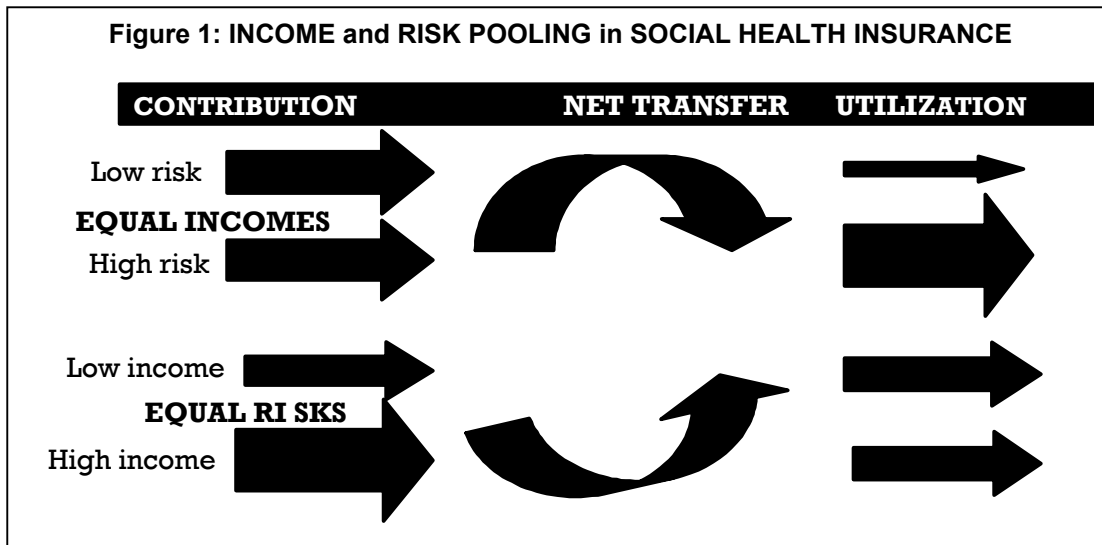 Figure 1: INCOME and RISK POOLING in SOCIAL HEALTH INSURANCE
CONTRIBUTION NET TRANSFER UTILIZATION
Low risk
EQUAL INCOMES
High risk
Low income
EQUAL RI SKS
High income